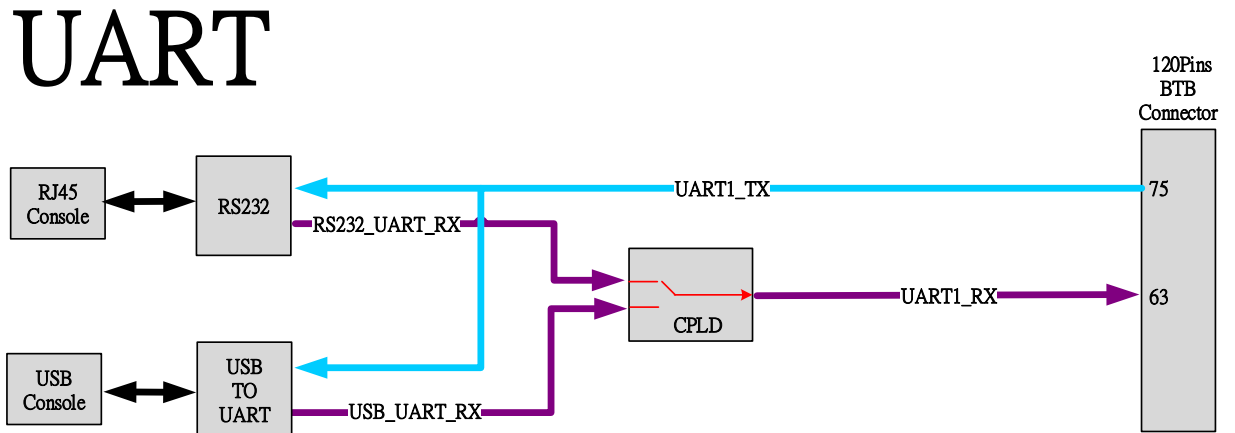 UART
120Pins
BTB
Connector
RJ45
Console
RS232
UART1_TX
75
RS232_UART_RX
UART1_RX
63
CPLD
USB
Console
USB
TO
UART
USB_UART_RX